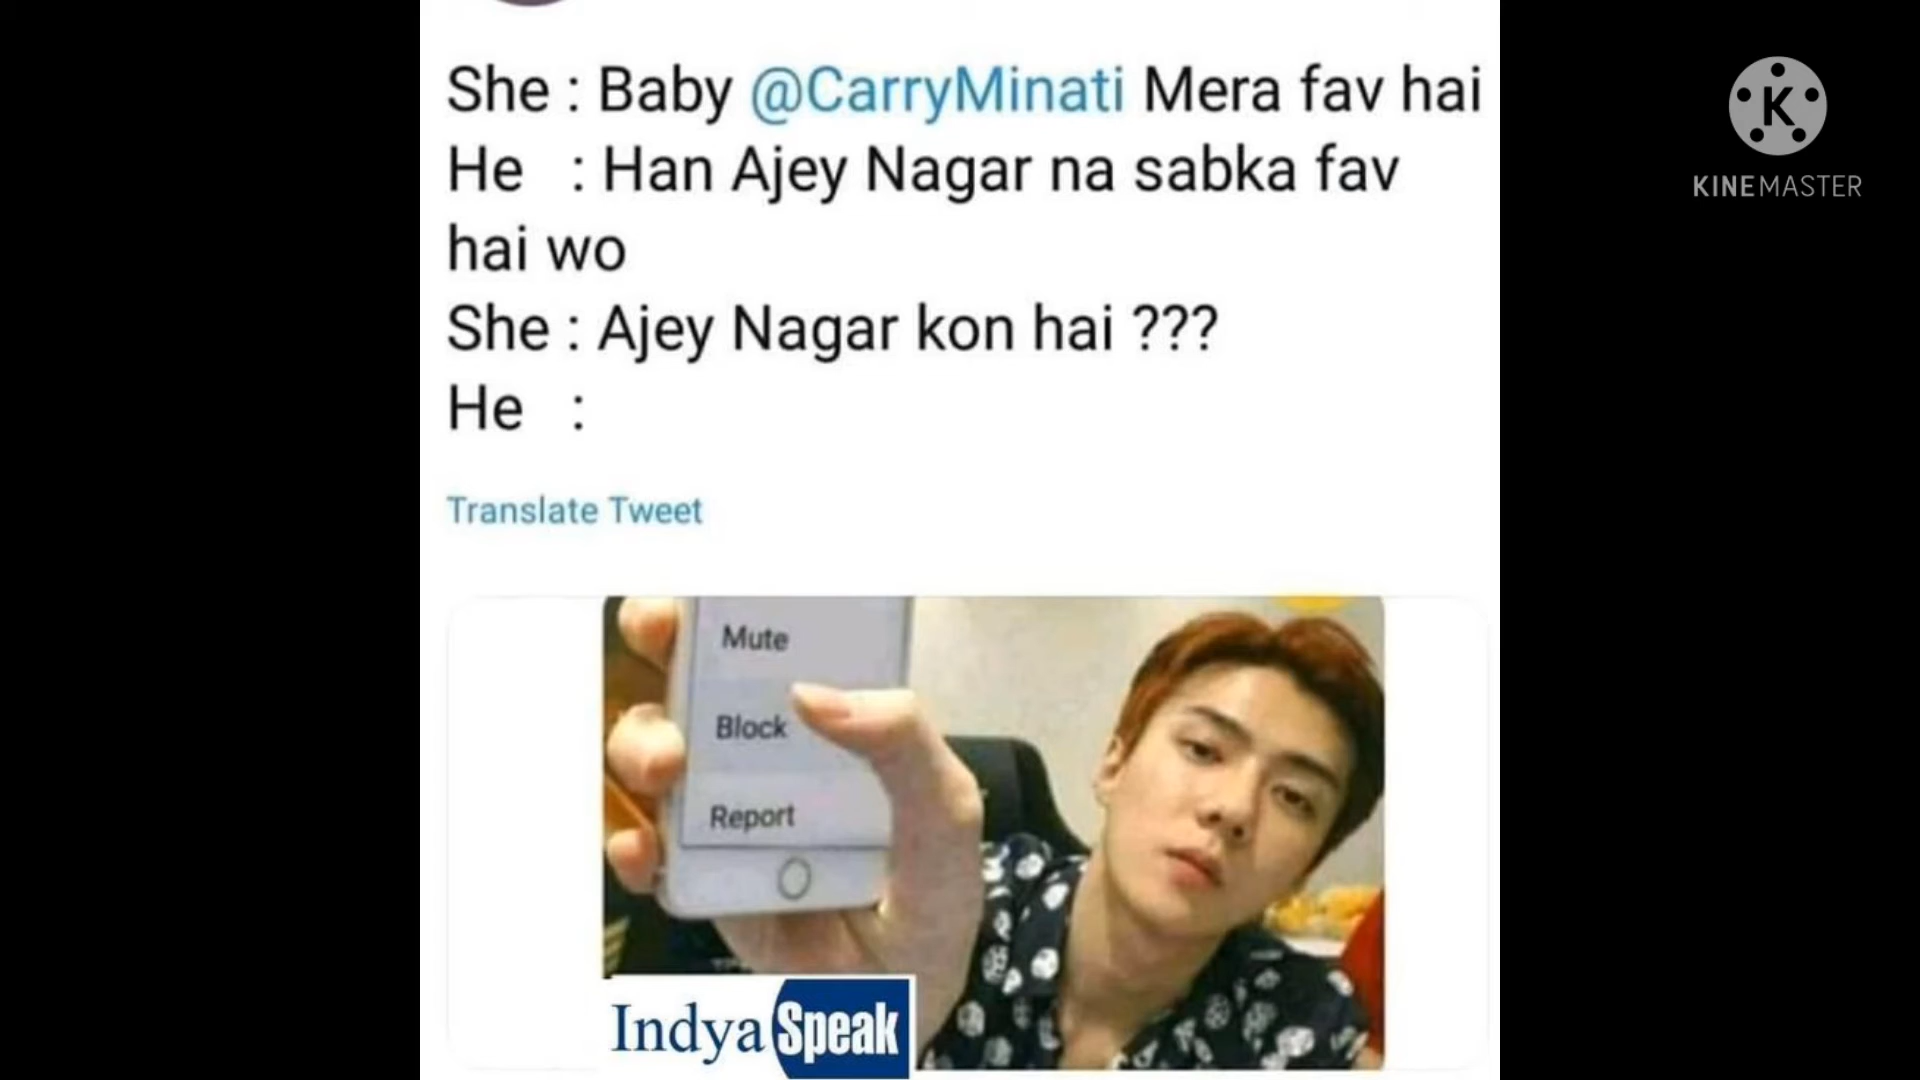 She : Baby @CarryMinati Mera fav hai
He : Han Ajey Nagar na sabka fav
hai wo
She : Ajey Nagar kon hai ???
He :
Translate Tweet
Mute
Block
Report
Indya Speak
K
KINEMASTER